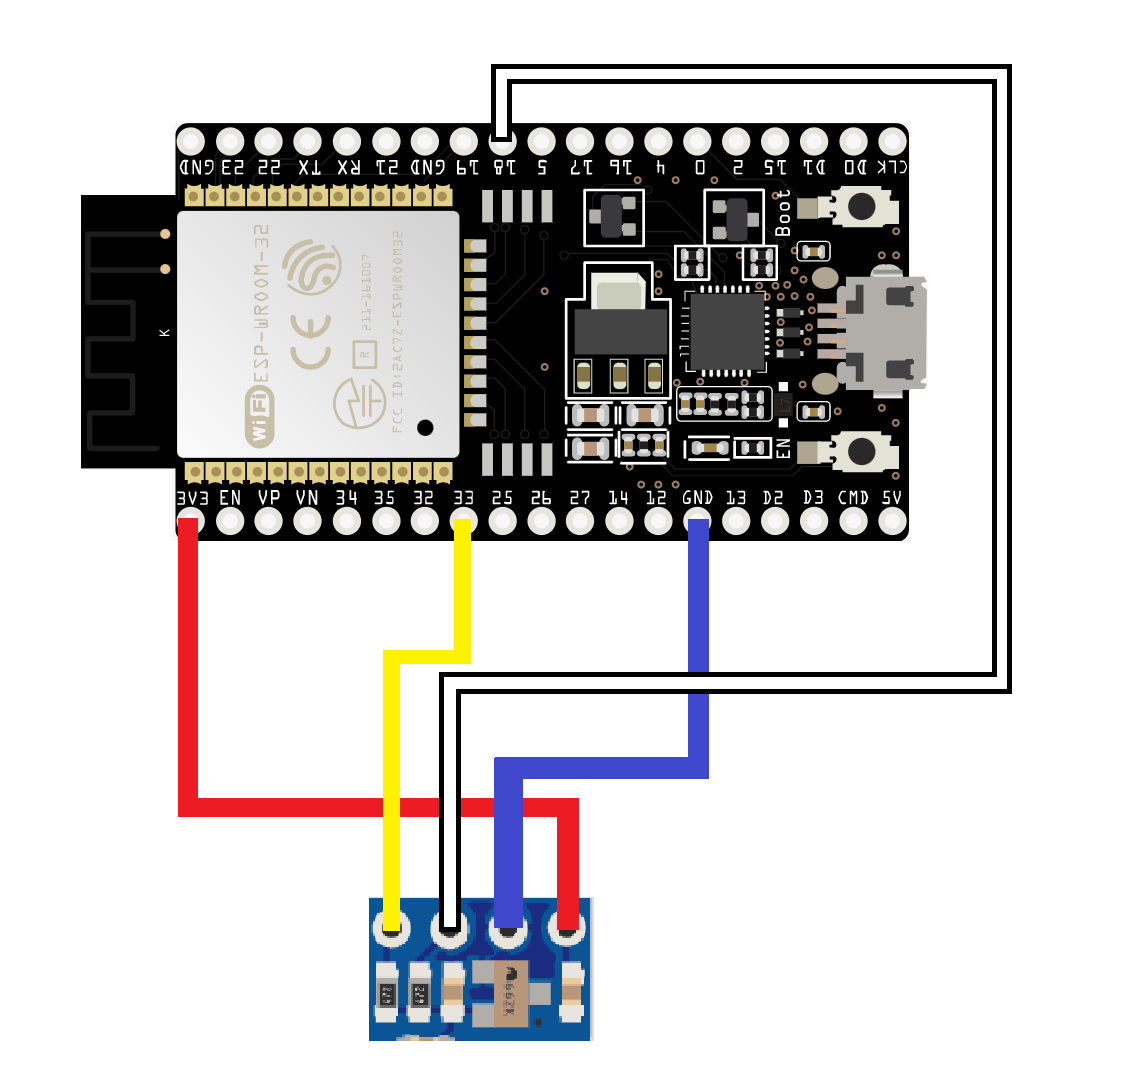 GND 23 22 TX RX 21 GND 19 18 5 17 16 4 0 2 15 D1 D0 CLK
Boot
K
WiFi
ESP-WROOM-32
CE
R
211-161007
FCC ID:2AC7Z-ESPWROOM32
EN
3V3 EN VP VN 34 35 32 33 25 26 27 14 12 GND 13 D2 D3 CMD 5V